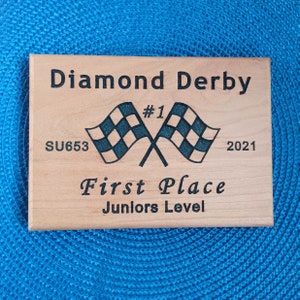 Diamond Derby
#1
SU653 2021
First Place
Juniors Level